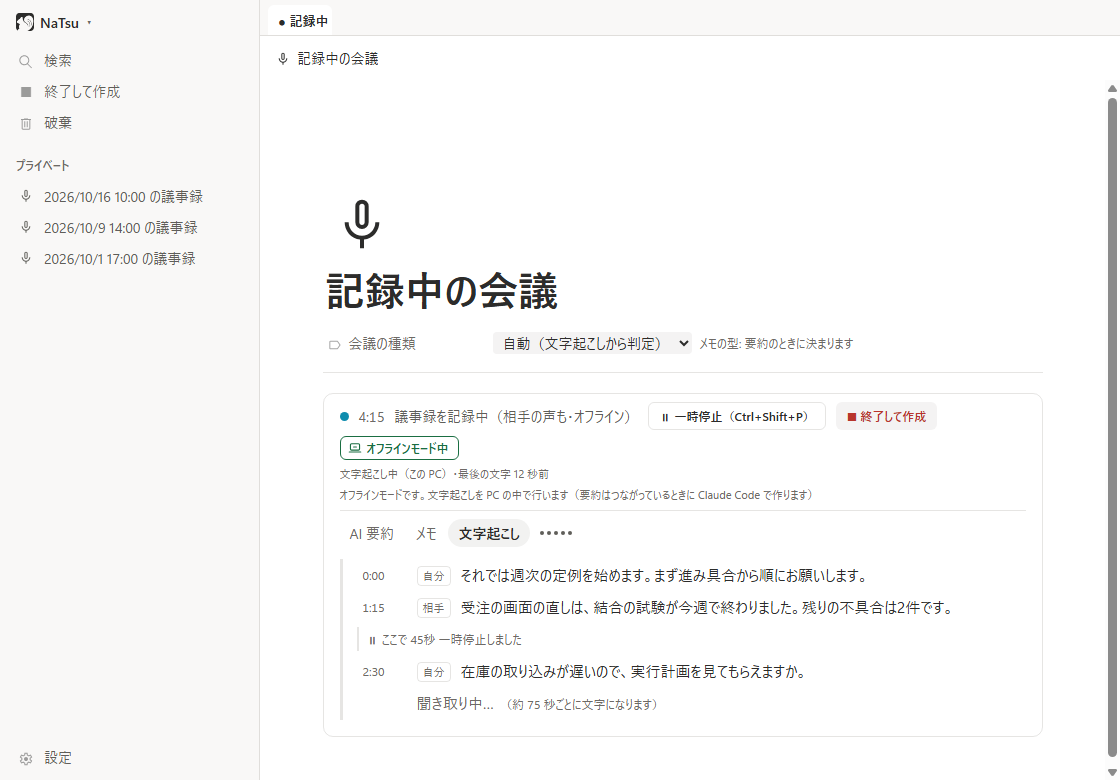 NaTsu
検索
終了して作成
破棄
プライベート
2026/10/16 10:00 の議事録
2026/10/9 14:00 の議事録
2026/10/1 17:00 の議事録
設定
● 記録中
記録中の会議
記録中の会議
会議の種類 自動（文字起こしから判定） メモの型: 要約のときに決まります
4:15 議事録を記録中（相手の声も・オフライン） 一時停止（Ctrl+Shift+P） 終了して作成
オフラインモード中
文字起こし中（この PC）・最後の文字 12 秒前
オフラインモードです。文字起こしを PC の中で行います（要約はつながっているときに Claude Code で作ります）
AI 要約 メモ 文字起こし •••••
0:00 自分 それでは週次の定例を始めます。まず進み具合から順にお願いします。
1:15 相手 受注の画面の直しは、結合の試験が今週で終わりました。残りの不具合は2件です。
ここで 45秒 一時停止しました
2:30 自分 在庫の取り込みが遅いので、実行計画を見てもらえますか。
聞き取り中… （約 75 秒ごとに文字になります）